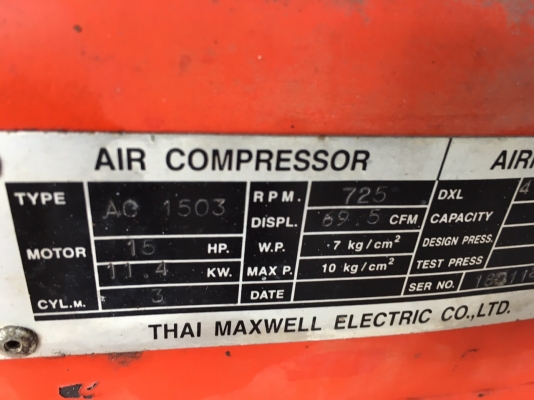 AIR COMPRESSOR
TYPE AC 1503 R P M . 725
DISPL. 69.5 CFM
MOTOR 15 HP. W.P. 7 kg/cm²
11.4 KW. MAX P. 10 kg/cm²
CYL.M. 3 DATE
DXL 4
CAPACITY
DESIGN PRESS.
TEST PRESS
SER NO.
THAI MAXWELL ELECTRIC CO.,LTD.